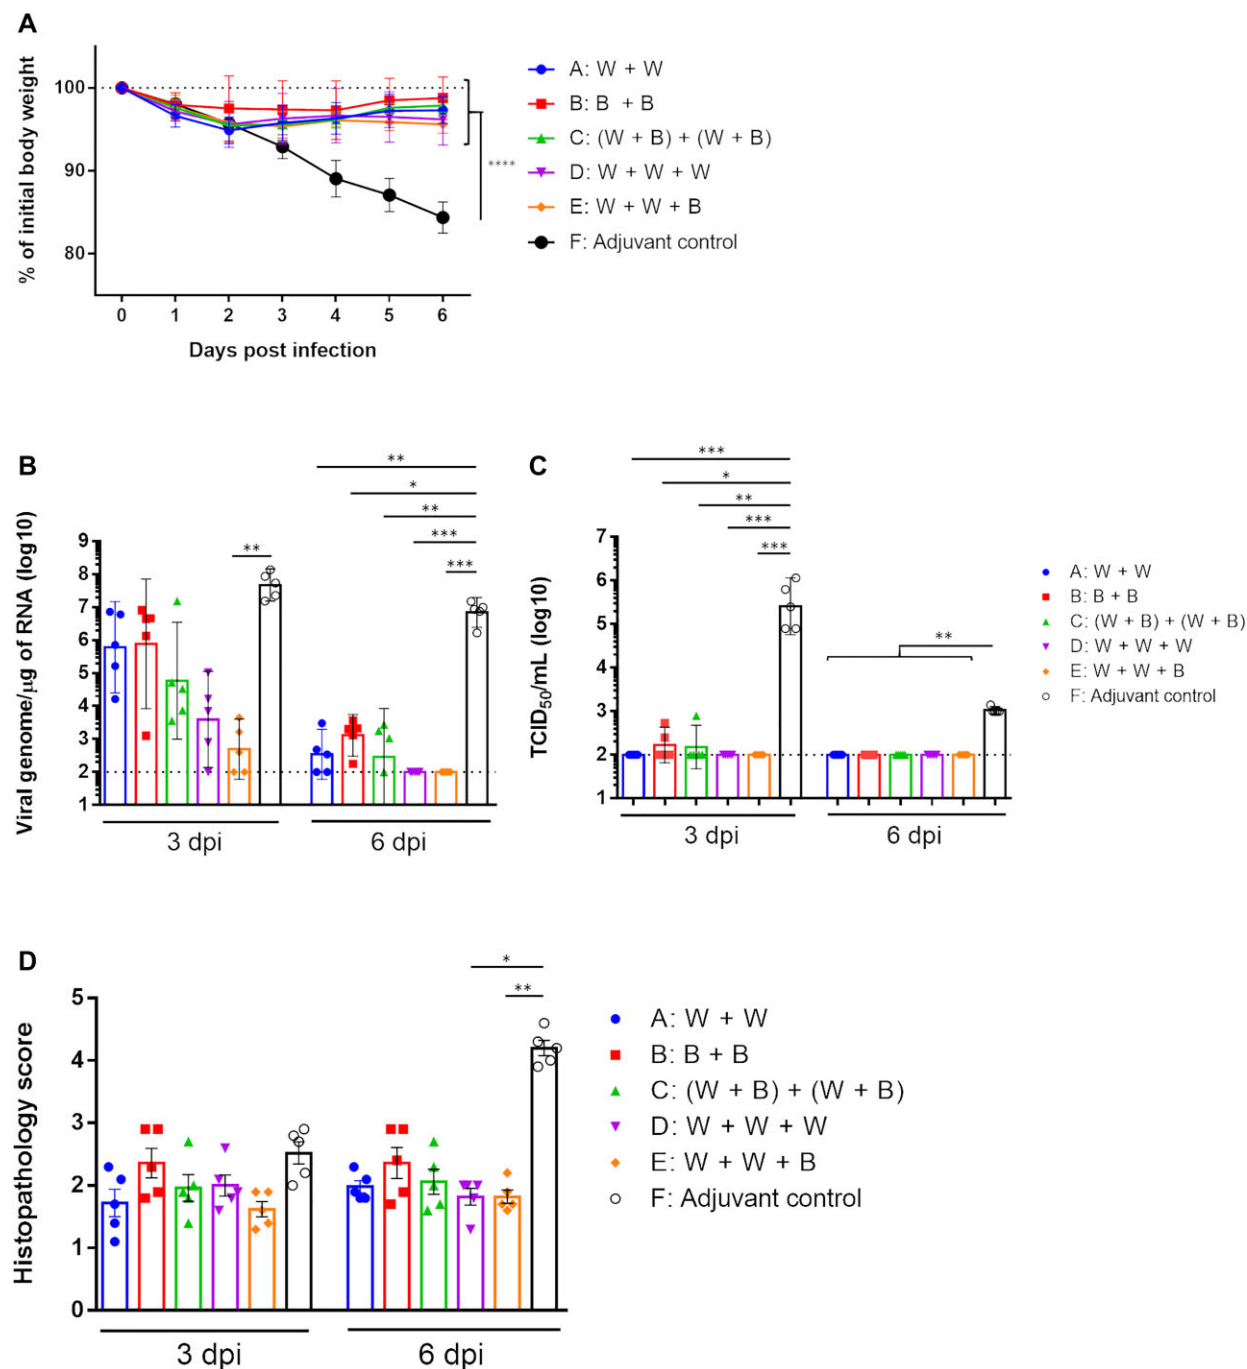 A
% of initial body weight
100
90
80
0 1 2 3 4 5 6
Days post infection
****
A: W + W
B: B + B
C: (W + B) + (W + B)
D: W + W + W
E: W + W + B
F: Adjuvant control
B
Viral genome/µg of RNA (log10)
9
8
7
6
5
4
3
2
1
**
**
*
**
***
***
3 dpi 6 dpi
C
TCID50/mL (log10)
7
6
5
4
3
2
1
***
*
**
***
***
**
3 dpi 6 dpi
A: W + W
B: B + B
C: (W + B) + (W + B)
D: W + W + W
E: W + W + B
F: Adjuvant control
D
Histopathology score
5
4
3
2
1
0
*
**
3 dpi 6 dpi
A: W + W
B: B + B
C: (W + B) + (W + B)
D: W + W + W
E: W + W + B
F: Adjuvant control